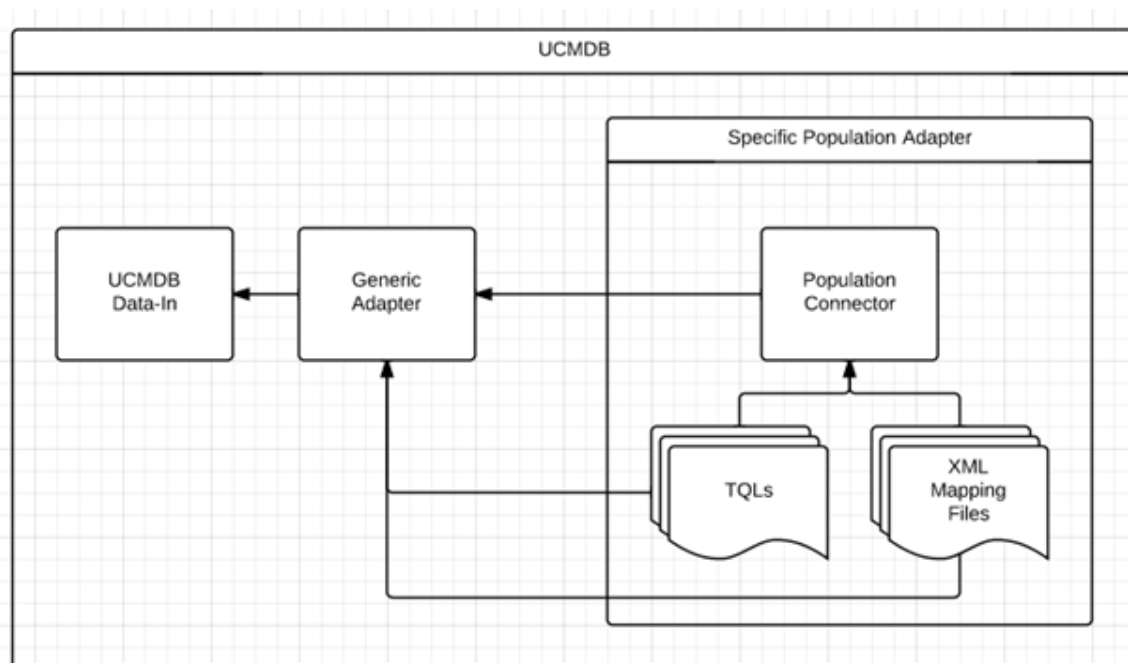 UCMDB
Specific Population Adapter
UCMDB
Data-In
Generic
Adapter
Population
Connector
TQLs
XML
Mapping
Files